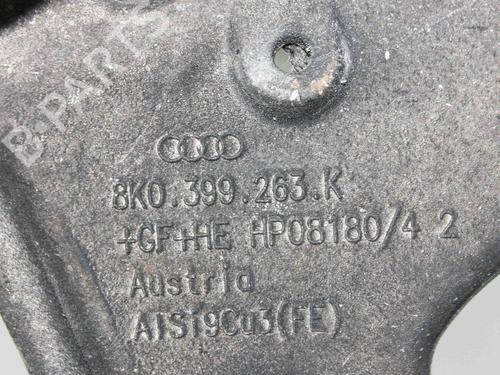 B-PARTS
8K0.399.263.K
+GF+HE HP08180/4 2
Austria
AlSi9Cu3(FE)